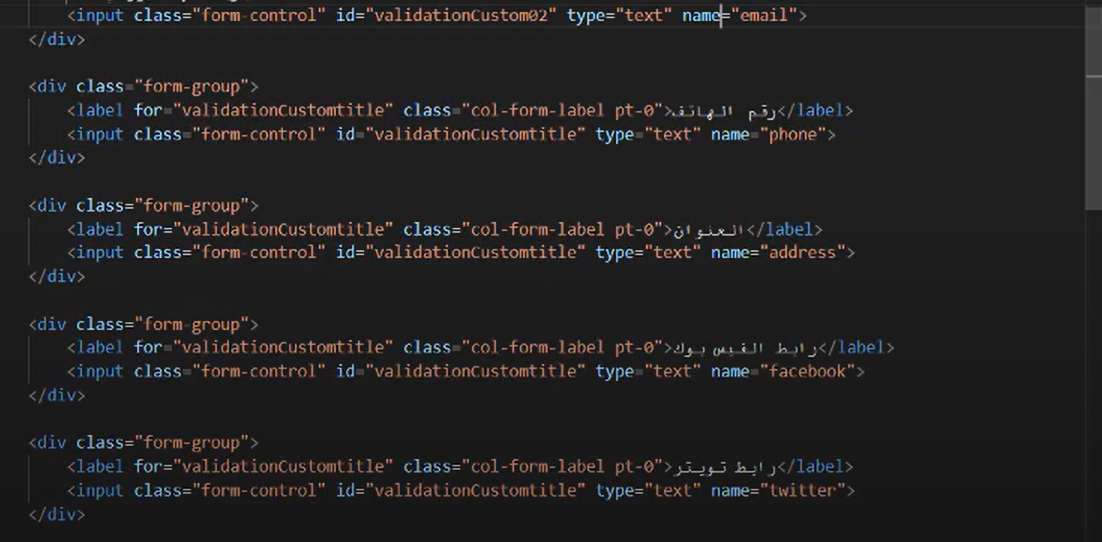 <input class="form-control" id="validationCustom02" type="text" name="email">
</div>
<div class="form-group">
<label for="validationCustomtitle" class="col-form-label pt-0">رقم الهاتف</label>
<input class="form-control" id="validationCustomtitle" type="text" name="phone">
</div>
<div class="form-group">
<label for="validationCustomtitle" class="col-form-label pt-0">العنوان</label>
<input class="form-control" id="validationCustomtitle" type="text" name="address">
</div>
<div class="form-group">
<label for="validationCustomtitle" class="col-form-label pt-0">رابط الفيس بوك</label>
<input class="form-control" id="validationCustomtitle" type="text" name="facebook">
</div>
<div class="form-group">
<label for="validationCustomtitle" class="col-form-label pt-0">رابط تويتر</label>
<input class="form-control" id="validationCustomtitle" type="text" name="twitter">
</div>